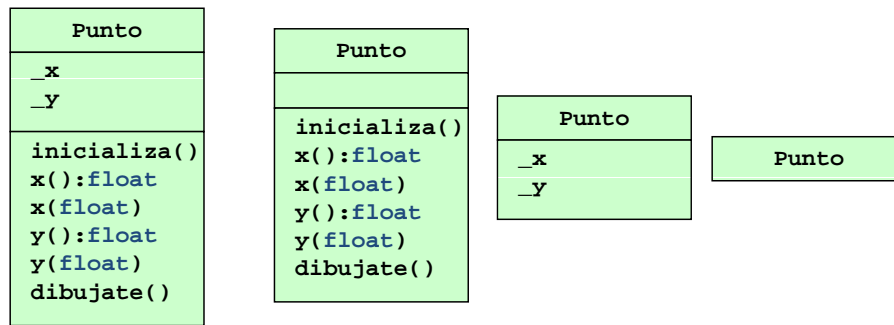 Punto
_x
_y
inicializa()
x():float
x(float)
y():float
y(float)
dibujate()
Punto
inicializa()
x():float
x(float)
y():float
y(float)
dibujate()
Punto
_x
_y
Punto